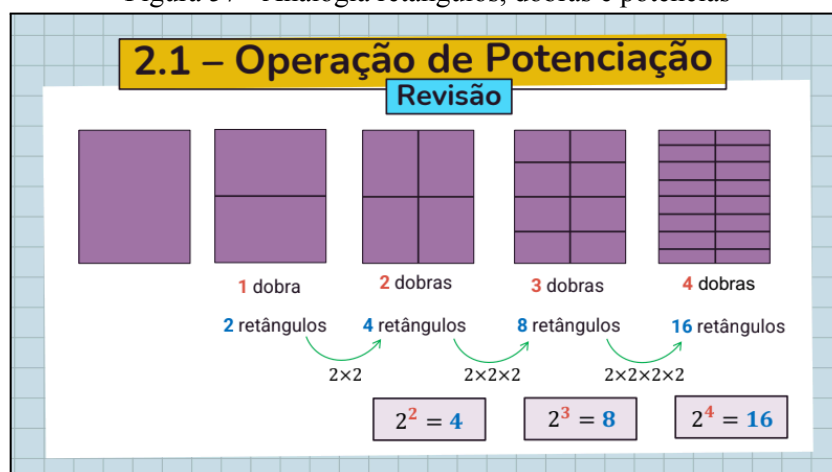 2.1 – Operação de Potenciação
Revisão
1 dobra 2 dobras 3 dobras 4 dobras
2 retângulos 4 retângulos 8 retângulos 16 retângulos
2×2 2×2×2 2×2×2×2
2² = 4 2³ = 8 2⁴ = 16